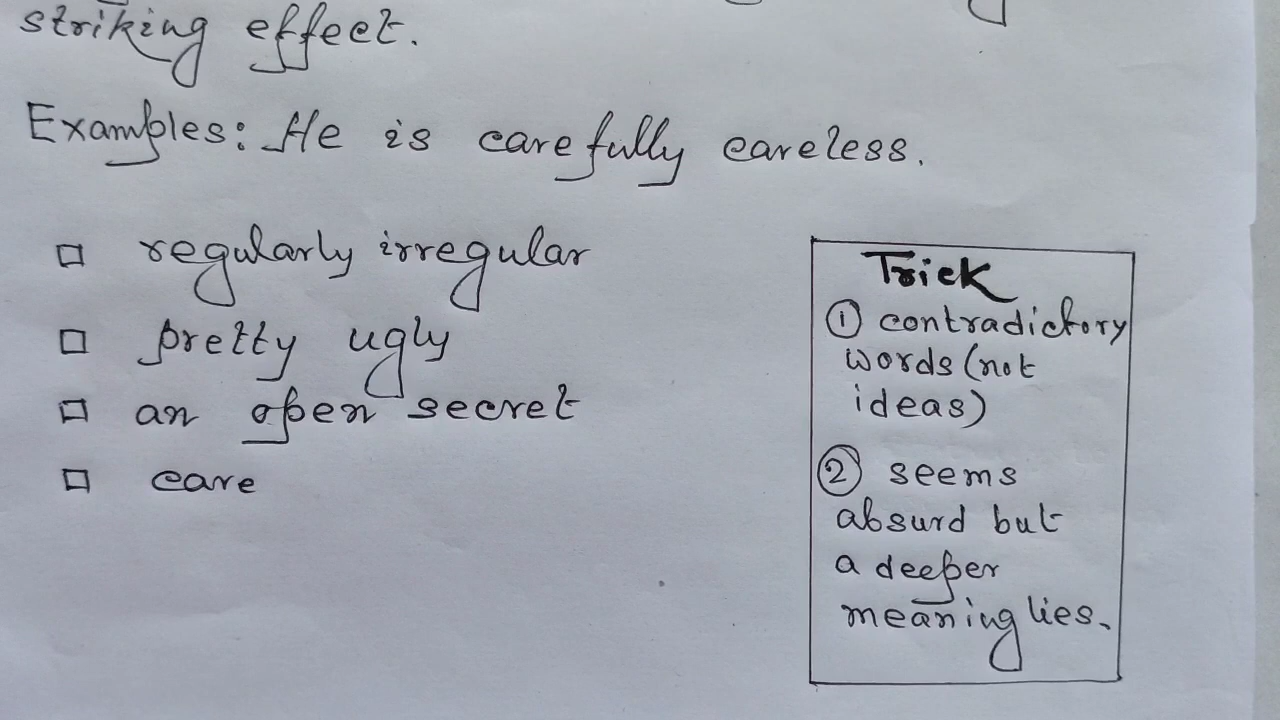 striking effect.
Examples: He is carefully careless.
regularly irregular
pretty ugly
an open secret
care
Trick
① contradictory
words (not
ideas)
② seems
absurd but
a deeper
meaning lies.